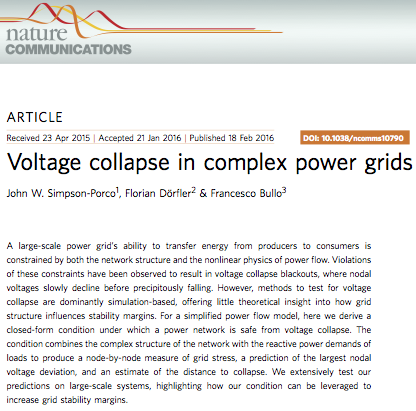 nature
COMMUNICATIONS
ARTICLE
Received 23 Apr 2015 | Accepted 21 Jan 2016 | Published 18 Feb 2016 DOI: 10.1038/ncomms10790
Voltage collapse in complex power grids
John W. Simpson-Porco1, Florian Dörfler2 & Francesco Bullo3
A large-scale power grid's ability to transfer energy from producers to consumers is
constrained by both the network structure and the nonlinear physics of power flow. Violations
of these constraints have been observed to result in voltage collapse blackouts, where nodal
voltages slowly decline before precipitously falling. However, methods to test for voltage
collapse are dominantly simulation-based, offering little theoretical insight into how grid
structure influences stability margins. For a simplified power flow model, here we derive a
closed-form condition under which a power network is safe from voltage collapse. The
condition combines the complex structure of the network with the reactive power demands of
loads to produce a node-by-node measure of grid stress, a prediction of the largest nodal
voltage deviation, and an estimate of the distance to collapse. We extensively test our
predictions on large-scale systems, highlighting how our condition can be leveraged to
increase grid stability margins.